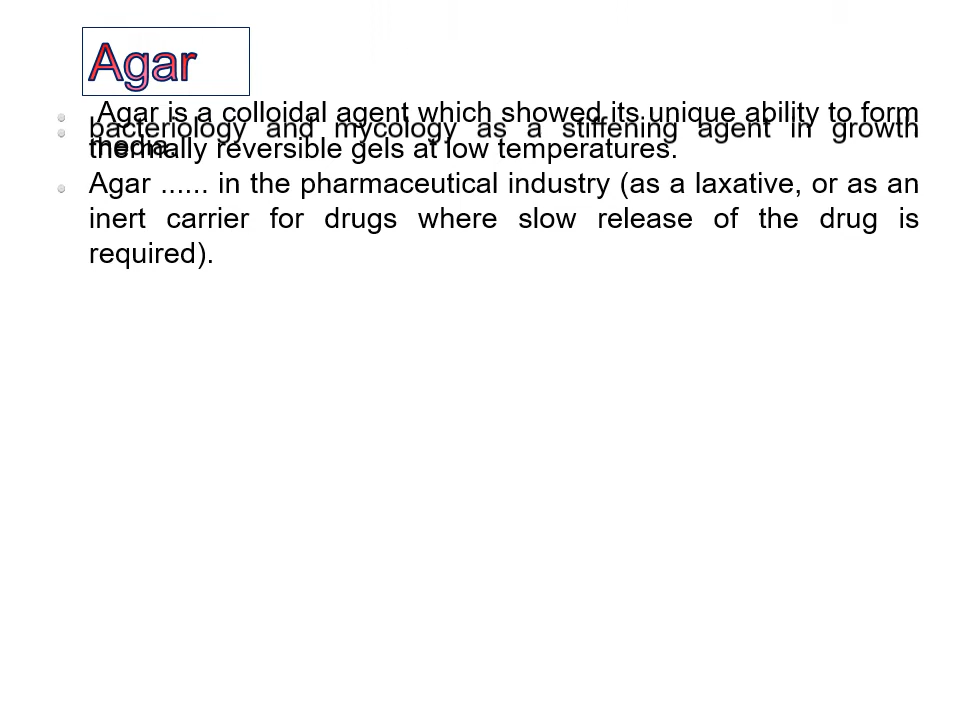 Agar
Agar is a colloidal agent which showed its unique ability to form
thermally reversible gels at low temperatures.
bacteriology and mycology as a stiffening agent in growth
media.
Agar ...... in the pharmaceutical industry (as a laxative, or as an
inert carrier for drugs where slow release of the drug is
required).